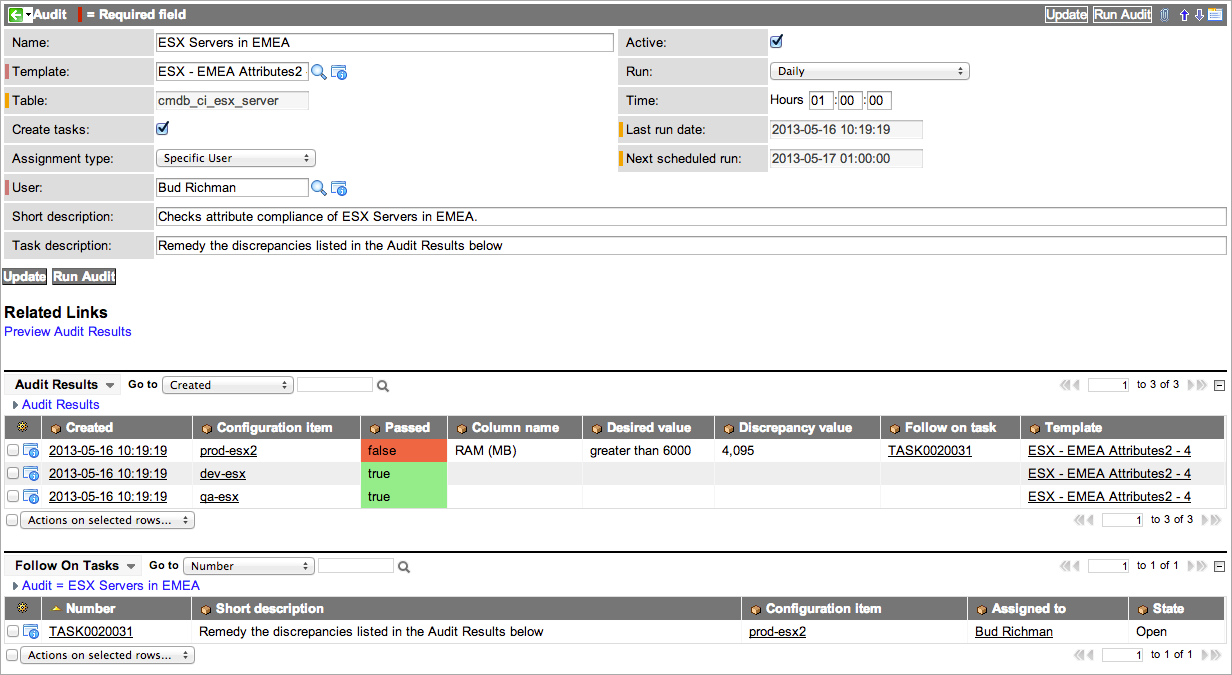 Audit = Required field Update Run Audit
Name: ESX Servers in EMEA Active:
Template: ESX - EMEA Attributes2 - Run: Daily
Table: cmdb_ci_esx_server Time: Hours 01 : 00 : 00
Create tasks: Last run date: 2013-05-16 10:19:19
Assignment type: Specific User Next scheduled run: 2013-05-17 01:00:00
User: Bud Richman
Short description: Checks attribute compliance of ESX Servers in EMEA.
Task description: Remedy the discrepancies listed in the Audit Results below
Update Run Audit
Related Links
Preview Audit Results
Audit Results Go to Created 1 to 3 of 3
Audit Results
Created Configuration item Passed Column name Desired value Discrepancy value Follow on task Template
2013-05-16 10:19:19 prod-esx2 false RAM (MB) greater than 6000 4,095 TASK0020031 ESX - EMEA Attributes2 - 4
2013-05-16 10:19:19 dev-esx true ESX - EMEA Attributes2 - 4
2013-05-16 10:19:19 qa-esx true ESX - EMEA Attributes2 - 4
Actions on selected rows... 1 to 3 of 3
Follow On Tasks Go to Number 1 to 1 of 1
Audit = ESX Servers in EMEA
Number Short description Configuration item Assigned to State
TASK0020031 Remedy the discrepancies listed in the Audit Results below prod-esx2 Bud Richman Open
Actions on selected rows... 1 to 1 of 1